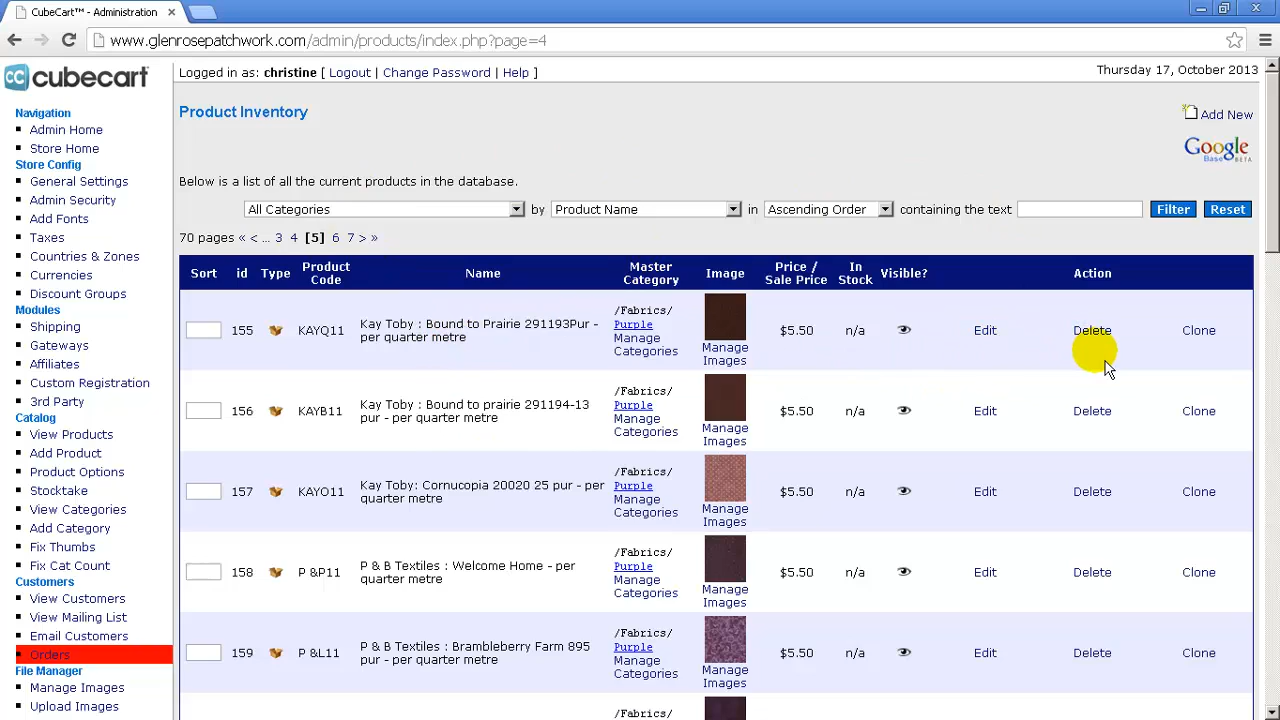 CubeCart™ - Administration
www.glenrosepatchwork.com/admin/products/index.php?page=4
cc cubecart
Logged in as: christine [ Logout | Change Password | Help ]
Thursday 17, October 2013
Navigation
Admin Home
Store Home
Store Config
General Settings
Admin Security
Add Fonts
Taxes
Countries & Zones
Currencies
Discount Groups
Modules
Shipping
Gateways
Affiliates
Custom Registration
3rd Party
Catalog
View Products
Add Product
Product Options
Stocktake
View Categories
Add Category
Fix Thumbs
Fix Cat Count
Customers
View Customers
View Mailing List
Email Customers
Orders
File Manager
Manage Images
Upload Images
Product Inventory
Add New
Google
Base BETA
Below is a list of all the current products in the database.
All Categories by Product Name in Ascending Order containing the text Filter Reset
70 pages « < ... 3 4 [5] 6 7 > »
Sort id Type Product Code Name Master Category Image Price / Sale Price In Stock Visible? Action
155 KAYQ11 Kay Toby : Bound to Prairie 291193Pur - per quarter metre /Fabrics/ Purple Manage Categories Manage Images $5.50 n/a Edit Delete Clone
156 KAYB11 Kay Toby : Bound to prairie 291194-13 pur - per quarter metre /Fabrics/ Purple Manage Categories Manage Images $5.50 n/a Edit Delete Clone
157 KAYO11 Kay Toby: Cornucopia 20020 25 pur - per quarter metre /Fabrics/ Purple Manage Categories Manage Images $5.50 n/a Edit Delete Clone
158 P &P11 P & B Textiles : Welcome Home - per quarter metre /Fabrics/ Purple Manage Categories Manage Images $5.50 n/a Edit Delete Clone
159 P &L11 P & B Textiles : Prattleberry Farm 895 pur - per quarter metre /Fabrics/ Purple Manage Categories Manage Images $5.50 n/a Edit Delete Clone
/Fabrics/